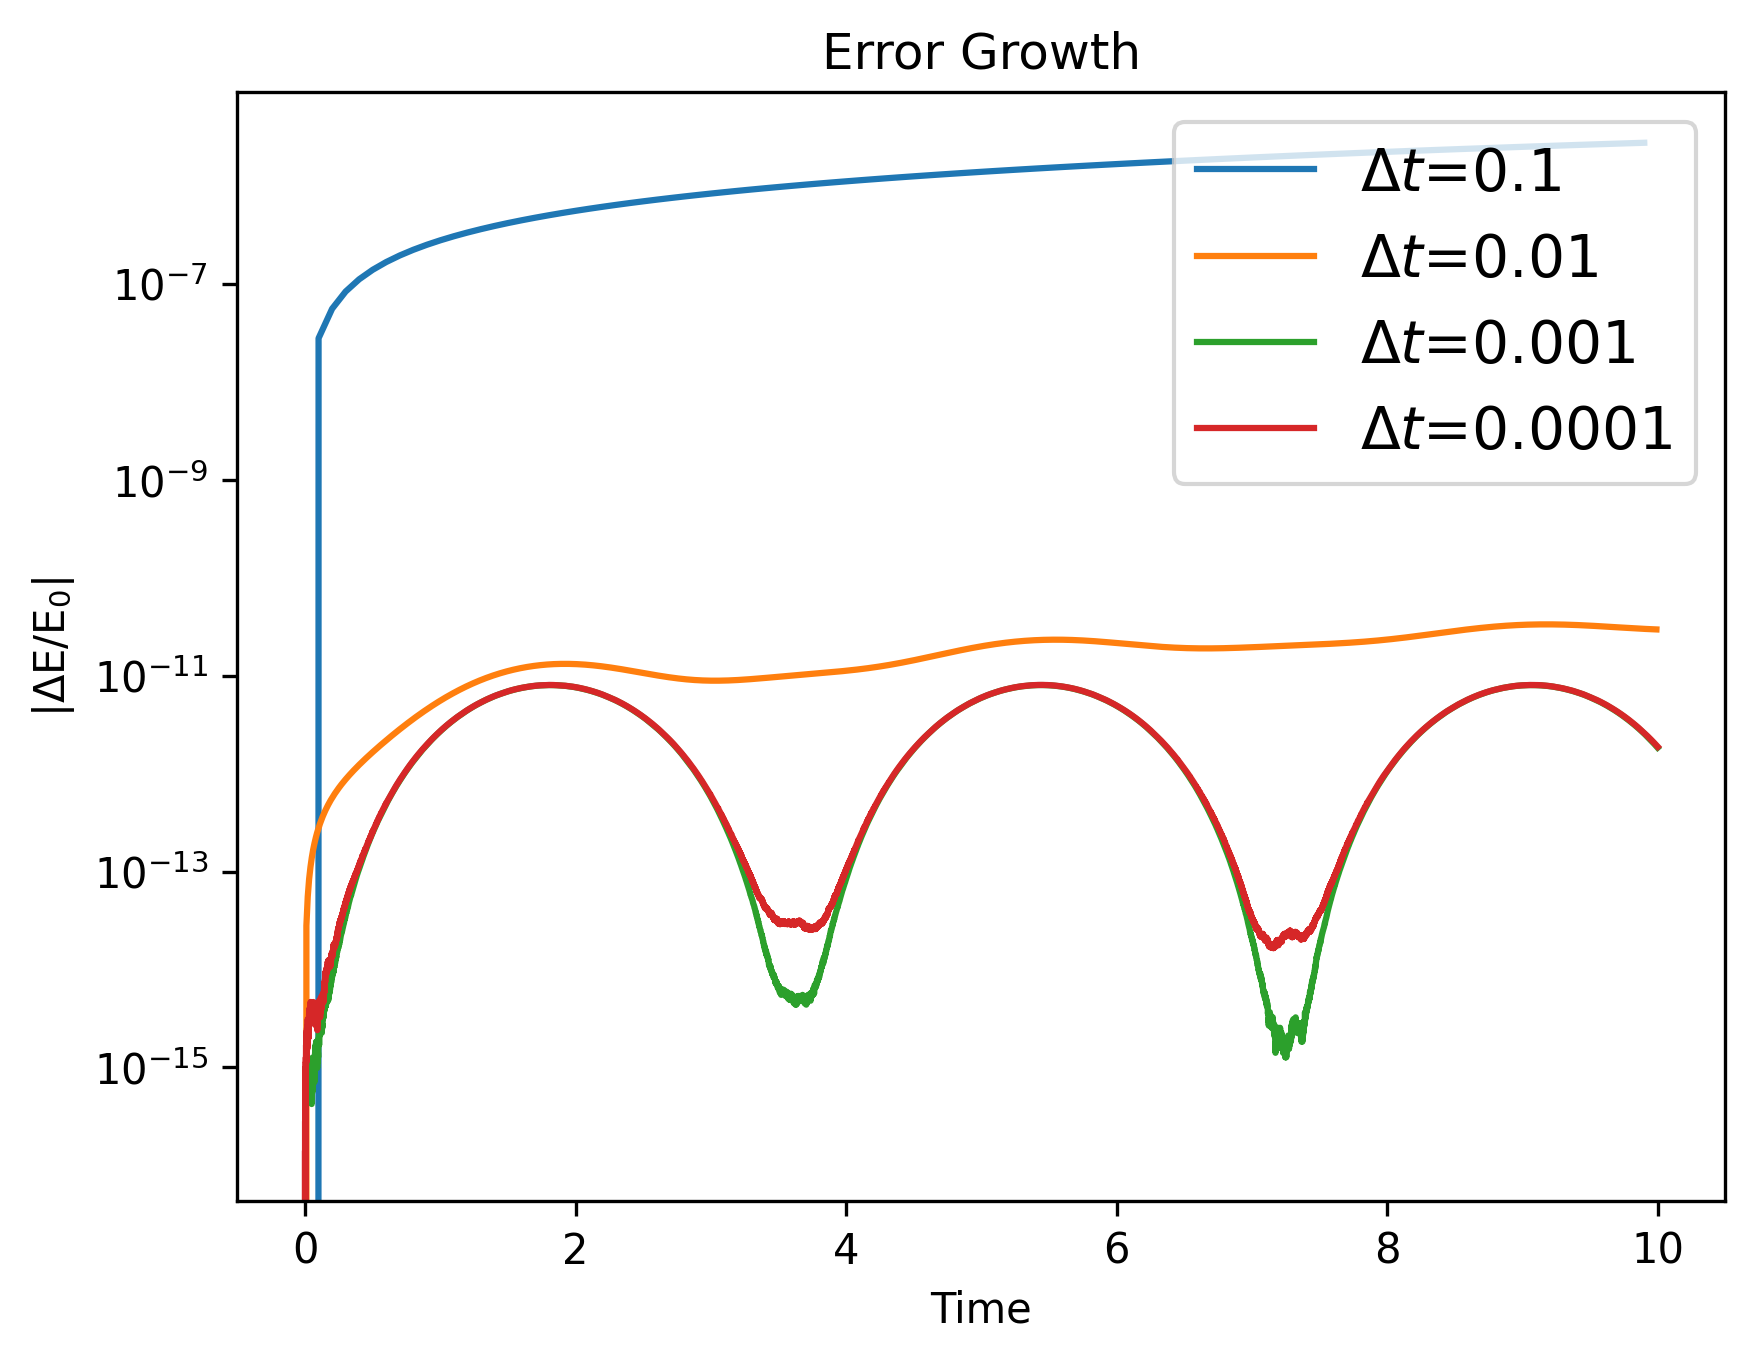 Error Growth
|ΔE/E₀|
10⁻⁷
10⁻⁹
10⁻¹¹
10⁻¹³
10⁻¹⁵
Δt=0.1
Δt=0.01
Δt=0.001
Δt=0.0001
0 2 4 6 8 10
Time